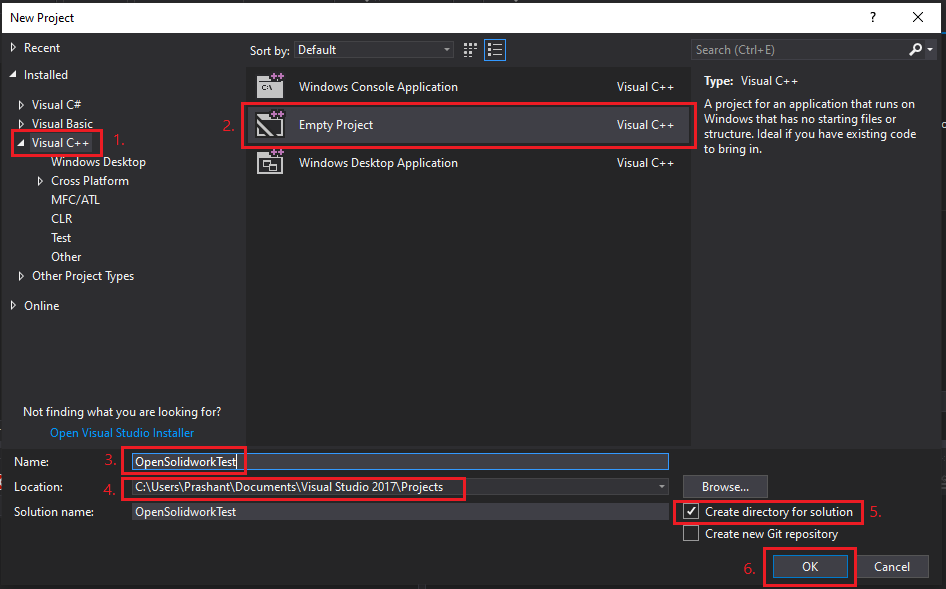 New Project
?
Recent
Installed
Visual C#
Visual Basic
Visual C++
1.
Windows Desktop
Cross Platform
MFC/ATL
CLR
Test
Other
Other Project Types
Online
Not finding what you are looking for?
Open Visual Studio Installer
Sort by:
Default
Windows Console Application
Visual C++
2.
Empty Project
Visual C++
Windows Desktop Application
Visual C++
Search (Ctrl+E)
Type: Visual C++
A project for an application that runs on
Windows that has no starting files or
structure. Ideal if you have existing code
to bring in.
Name:
3.
OpenSolidworkTest
Location:
4.
C:\Users\Prashant\Documents\Visual Studio 2017\Projects
Browse...
Solution name:
OpenSolidworkTest
Create directory for solution
5.
Create new Git repository
6.
OK
Cancel